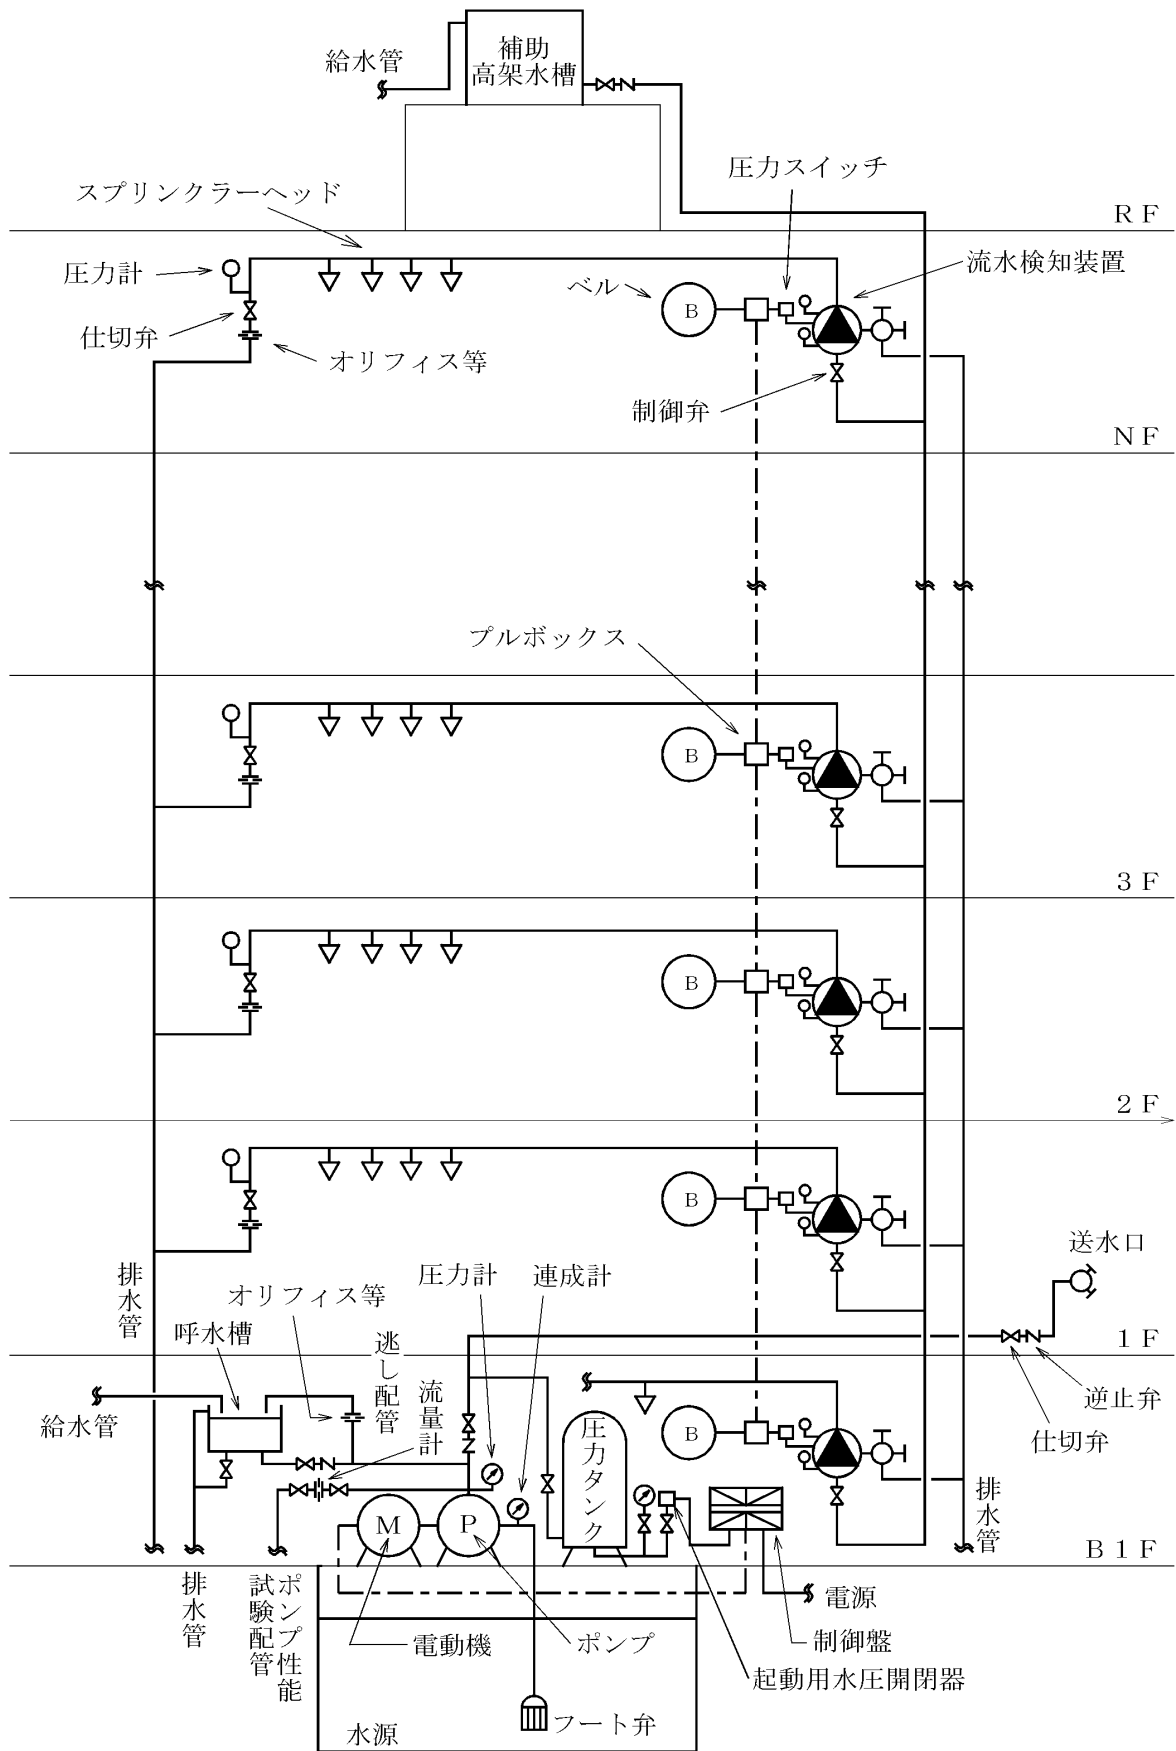 補助
高架水槽
給水管
圧力スイッチ
スプリンクラーヘッド
ＲＦ
圧力計
流水検知装置
ベル
B
仕切弁
オリフィス等
制御弁
ＮＦ
プルボックス
B
３Ｆ
B
２Ｆ
B
送水口
排水管
圧力計
連成計
オリフィス等
呼水槽
逃し配管
１Ｆ
流量計
逆止弁
給水管
仕切弁
圧力タンク
B
M
P
排水管
Ｂ１Ｆ
排水管
ポンプ性能
試験配管
電源
電動機
ポンプ
制御盤
起動用水圧開閉器
フート弁
水源